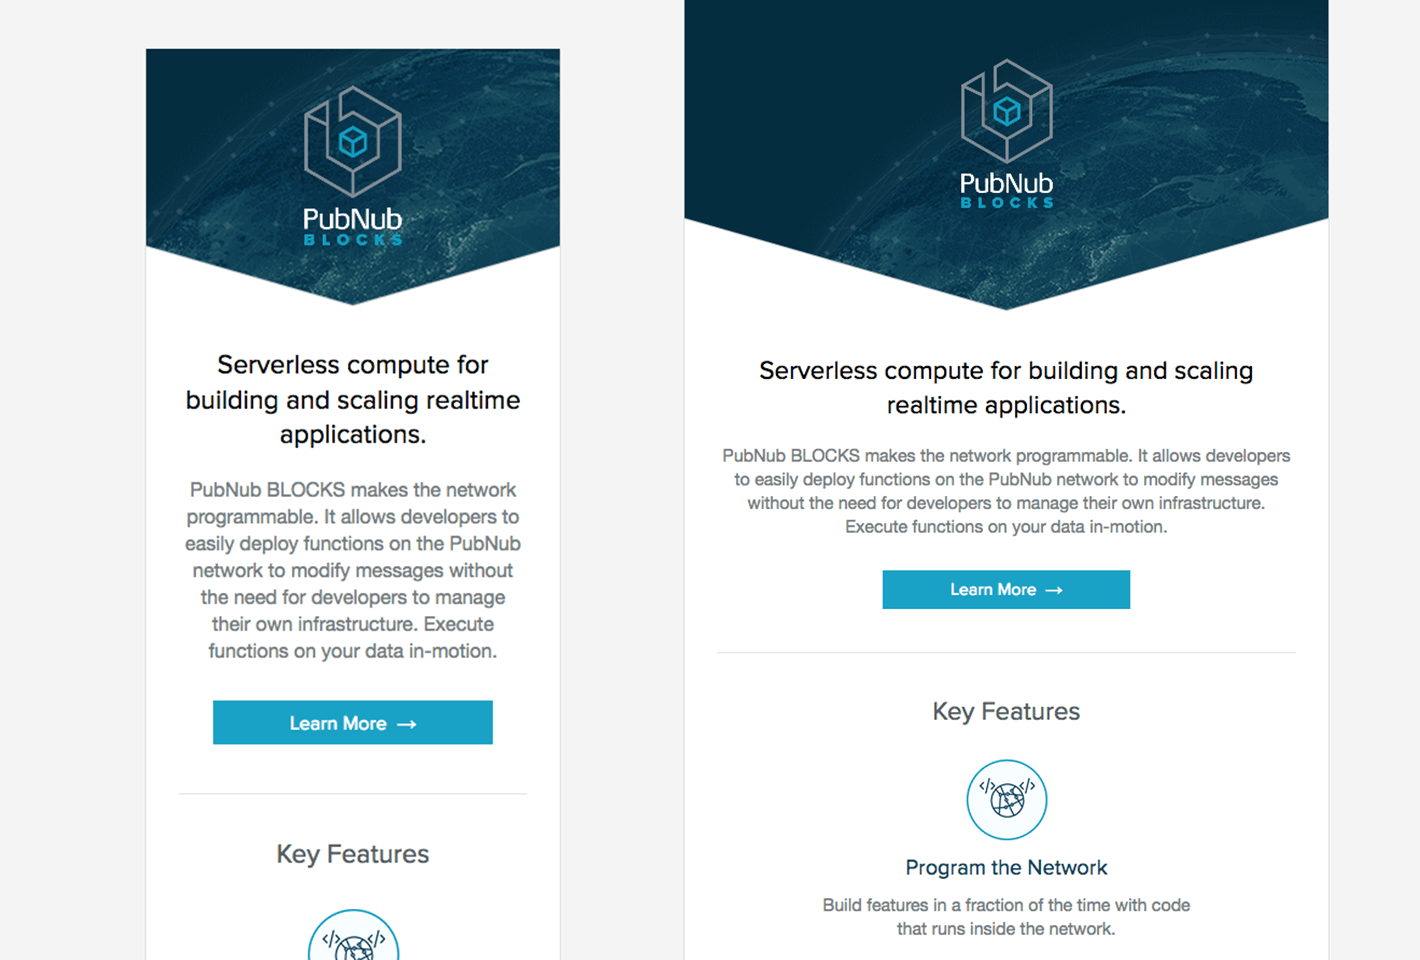 PubNub
BLOCKS
Serverless compute for
building and scaling realtime
applications.
PubNub BLOCKS makes the network
programmable. It allows developers to
easily deploy functions on the PubNub
network to modify messages without
the need for developers to manage
their own infrastructure. Execute
functions on your data in-motion.
Learn More →
Key Features
</>
PubNub
BLOCKS
Serverless compute for building and scaling
realtime applications.
PubNub BLOCKS makes the network programmable. It allows developers
to easily deploy functions on the PubNub network to modify messages
without the need for developers to manage their own infrastructure.
Execute functions on your data in-motion.
Learn More →
Key Features
</> </>
Program the Network
Build features in a fraction of the time with code
that runs inside the network.